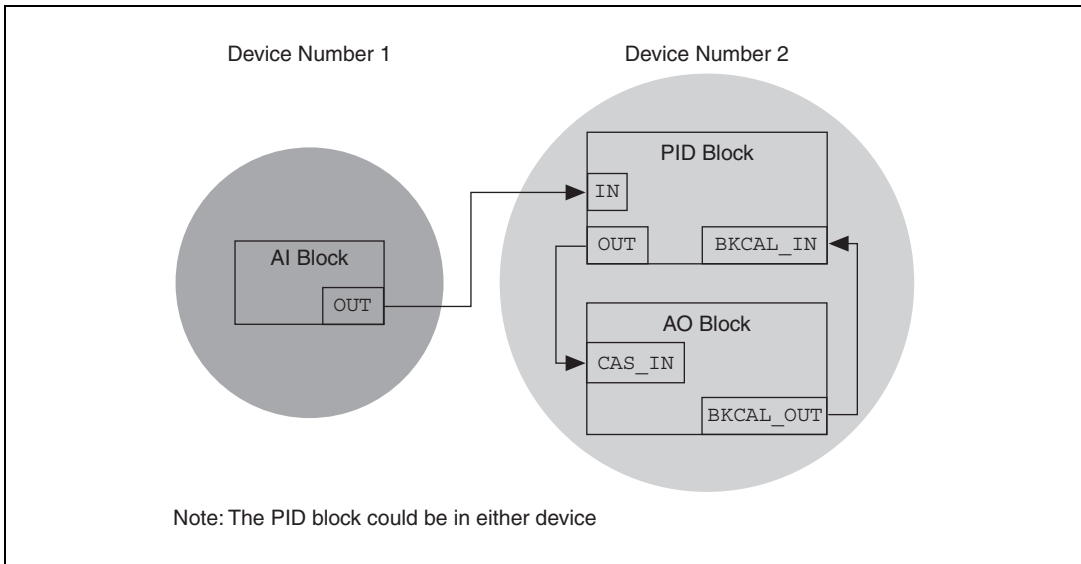 Device Number 1
Device Number 2
PID Block
IN
OUT
BKCAL_IN
AI Block
OUT
AO Block
CAS_IN
BKCAL_OUT
Note: The PID block could be in either device